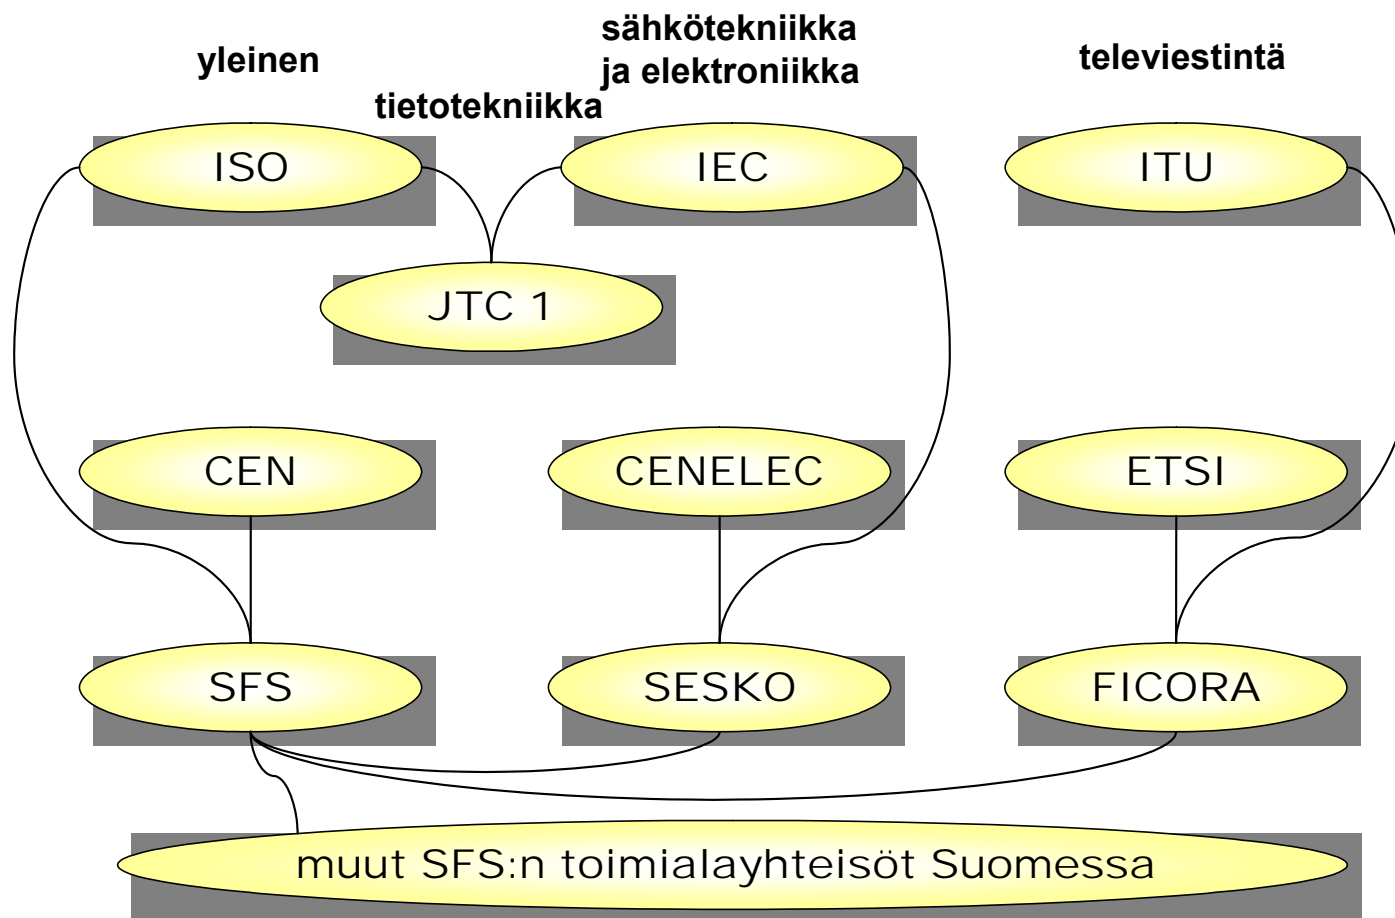 yleinen
tietotekniikka
sähkötekniikka
ja elektroniikka
televiestintä
ISO
IEC
ITU
JTC 1
CEN
CENELEC
ETSI
SFS
SESKO
FICORA
muut SFS:n toimialayhteisöt Suomessa